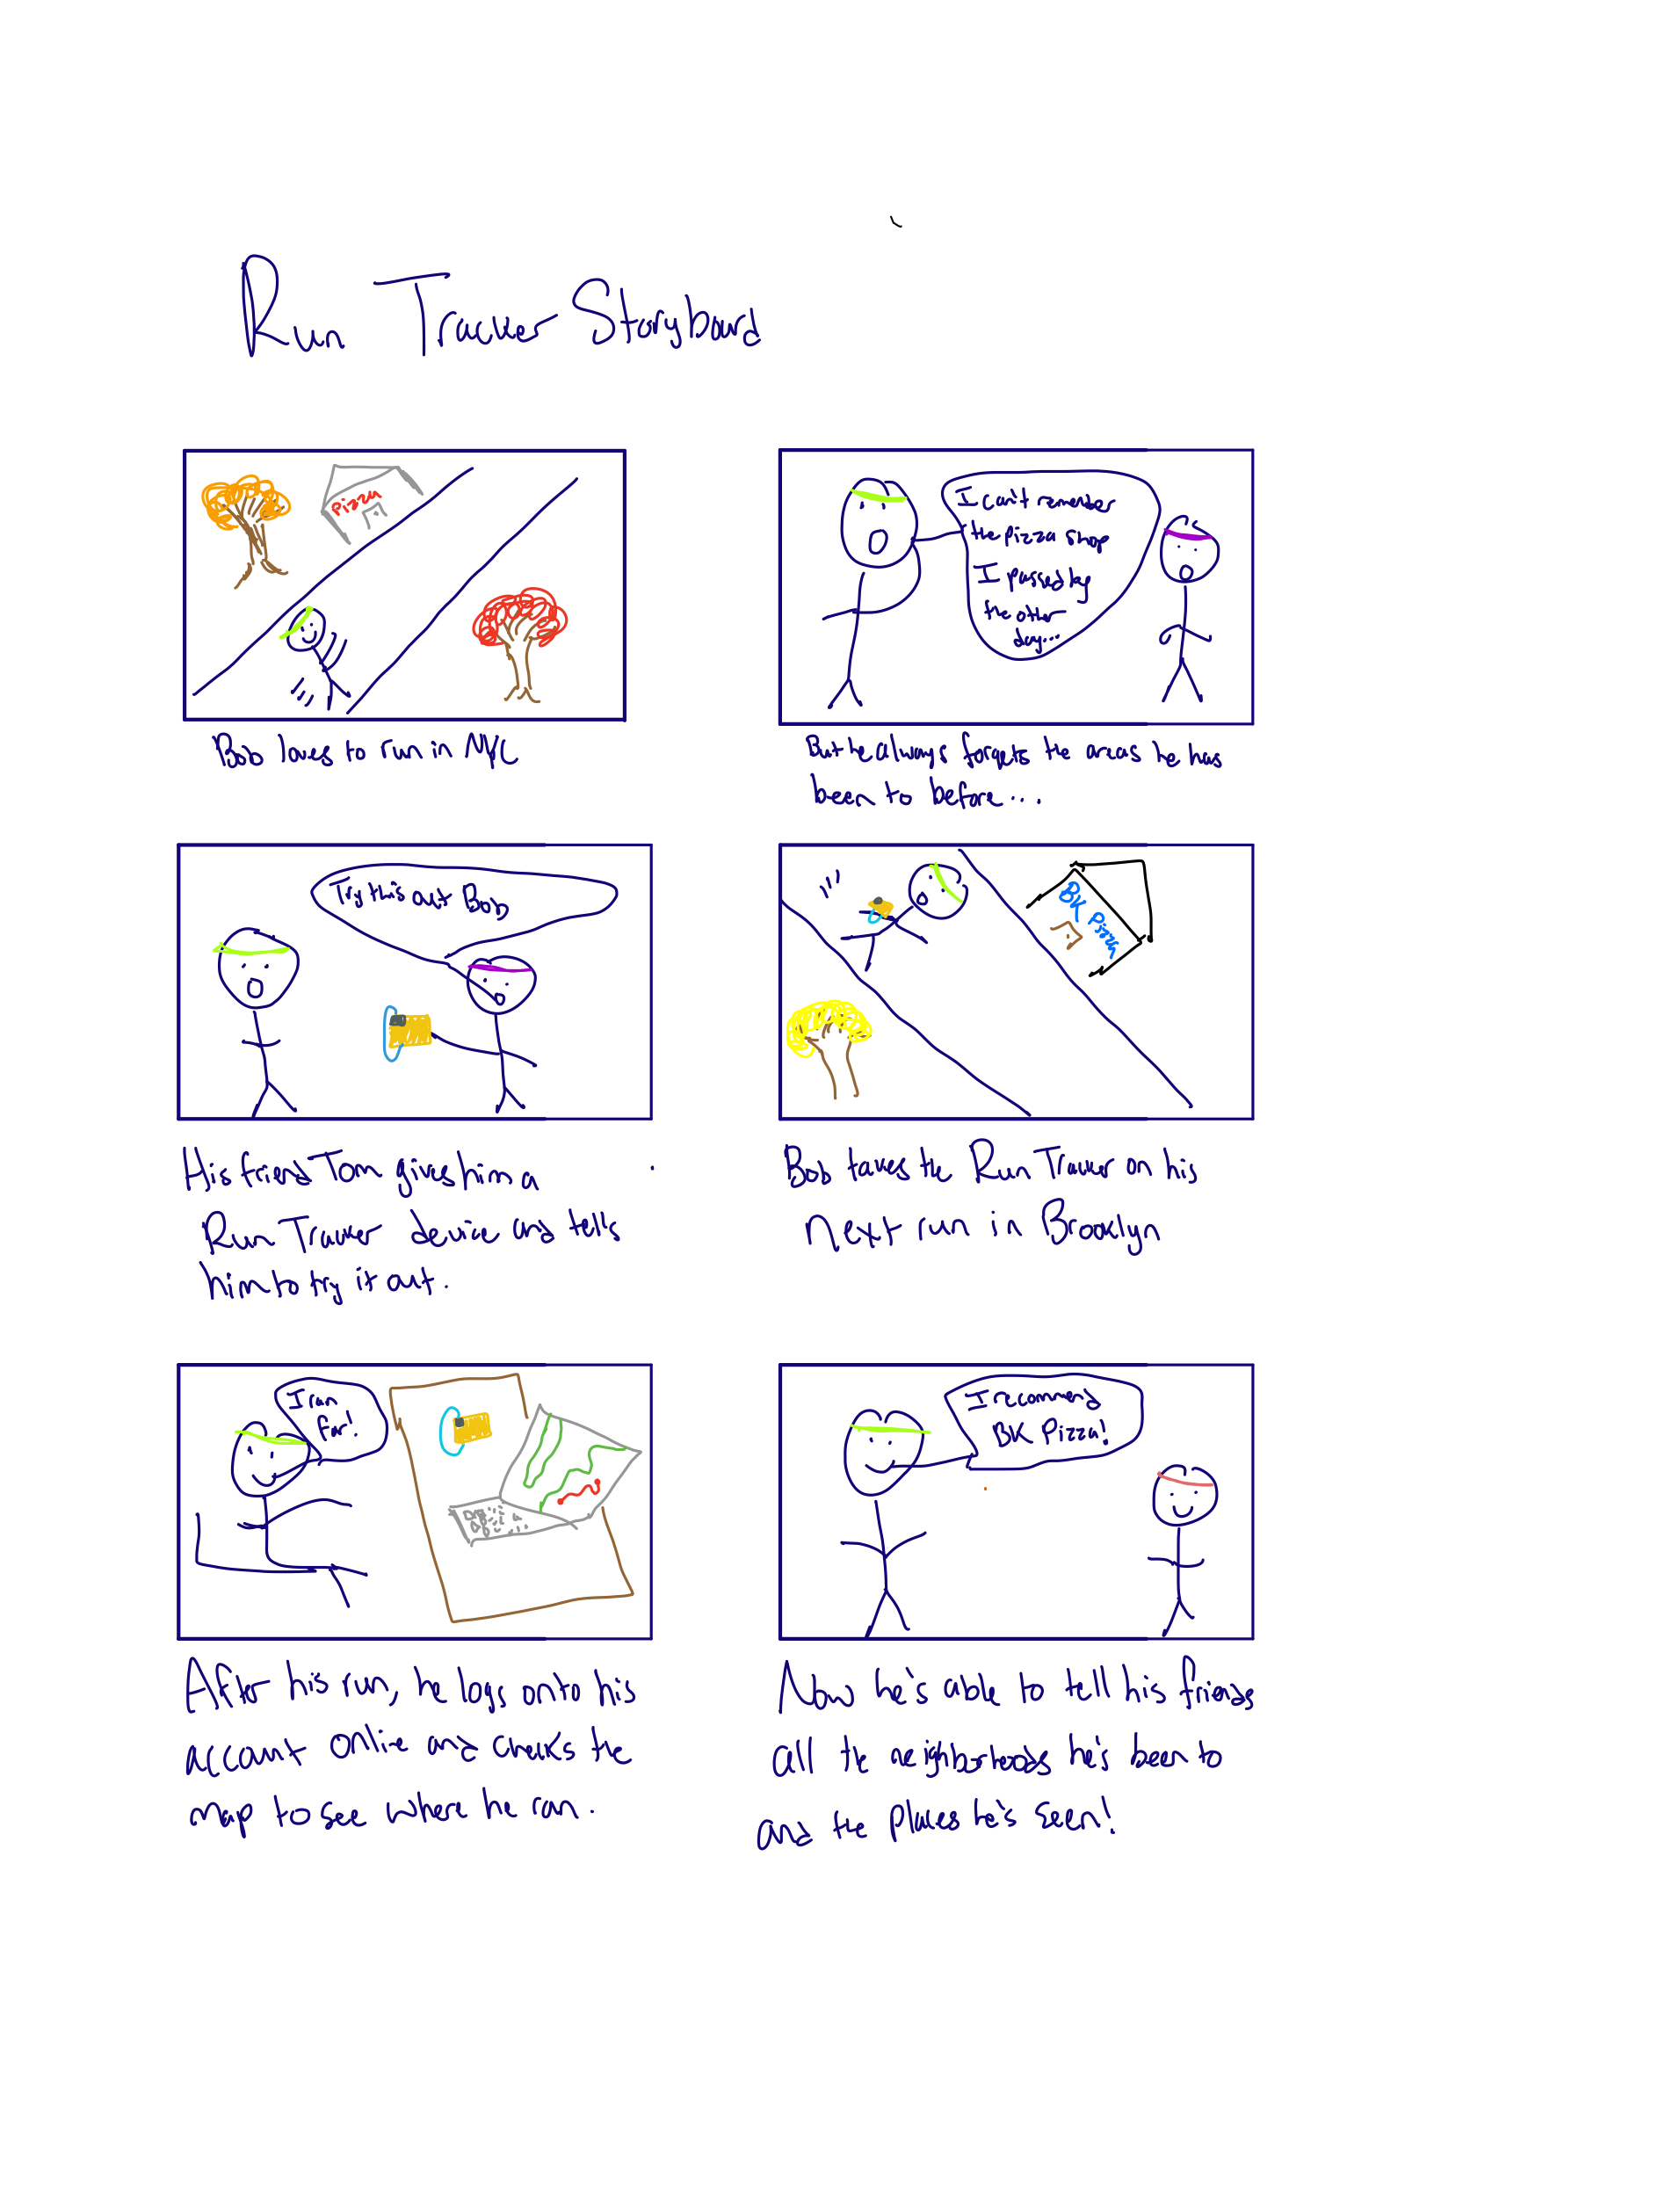 Run Tracker Storyboard
Pizza
Bob loves to run in NYC
I can't remember
the pizza shop
I passed by
the other
day...
But he always forgets the areas he has
been to before...
Try this out Bob
His friend Tom gives him a
Run Tracker device and tells
him to try it out.
BK Pizza
Bob takes the Run Tracker on his
next run in Brooklyn
I ran
far!
After his run, he logs onto his
account online and checks the
map to see where he ran.
I recommend
BK Pizza!
Now he's able to tell his friends
all the neighborhoods he's been to
and the places he's seen!